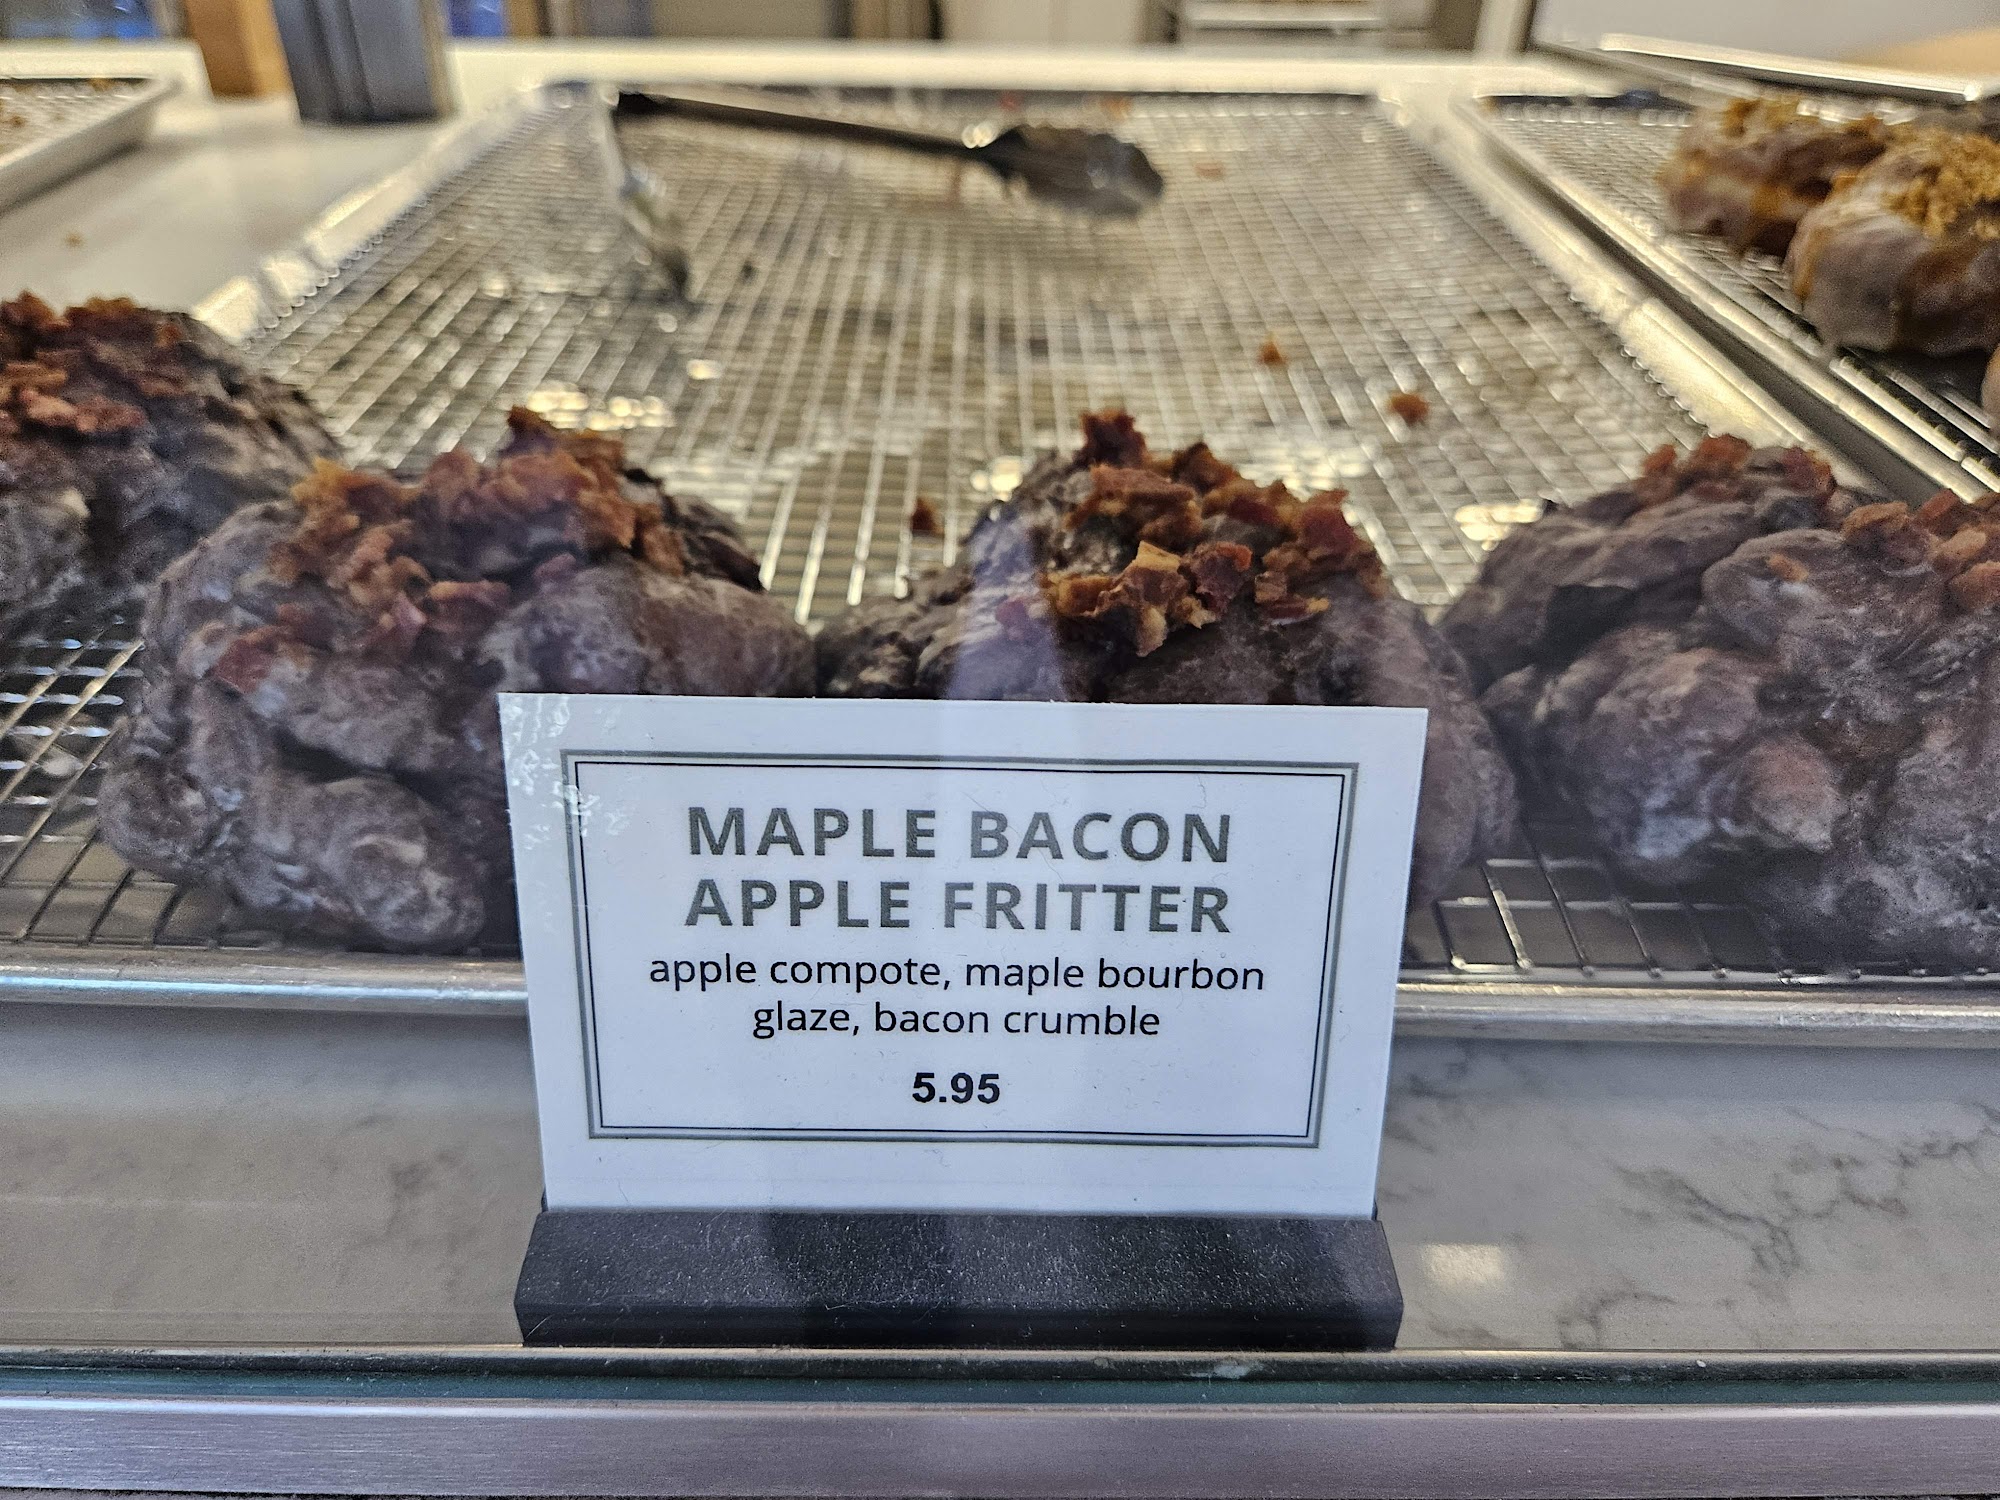 MAPLE BACON
APPLE FRITTER
apple compote, maple bourbon
glaze, bacon crumble
5.95